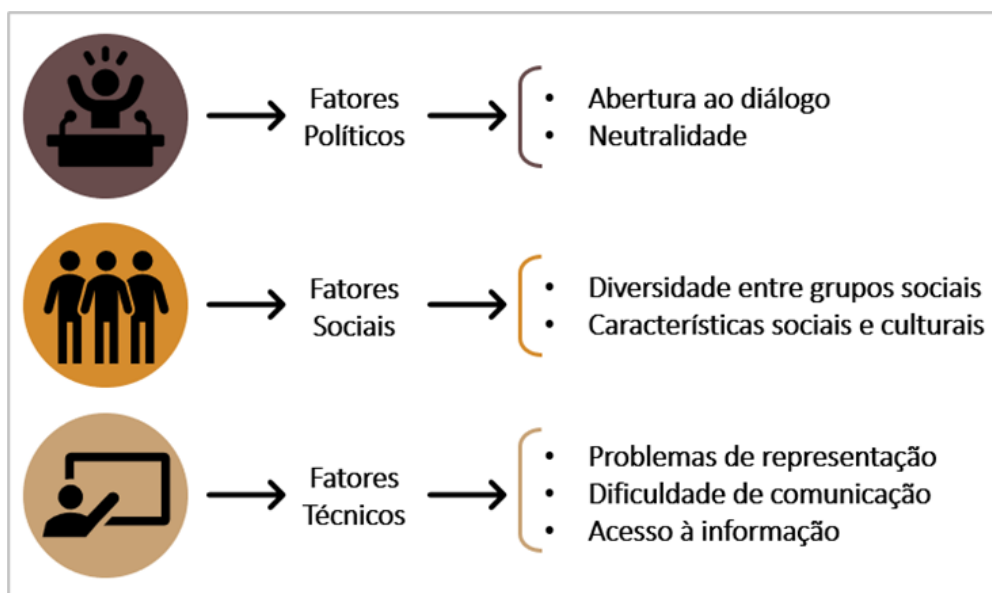 Fatores
Políticos
• Abertura ao diálogo
• Neutralidade
Fatores
Sociais
• Diversidade entre grupos sociais
• Características sociais e culturais
Fatores
Técnicos
• Problemas de representação
• Dificuldade de comunicação
• Acesso à informação